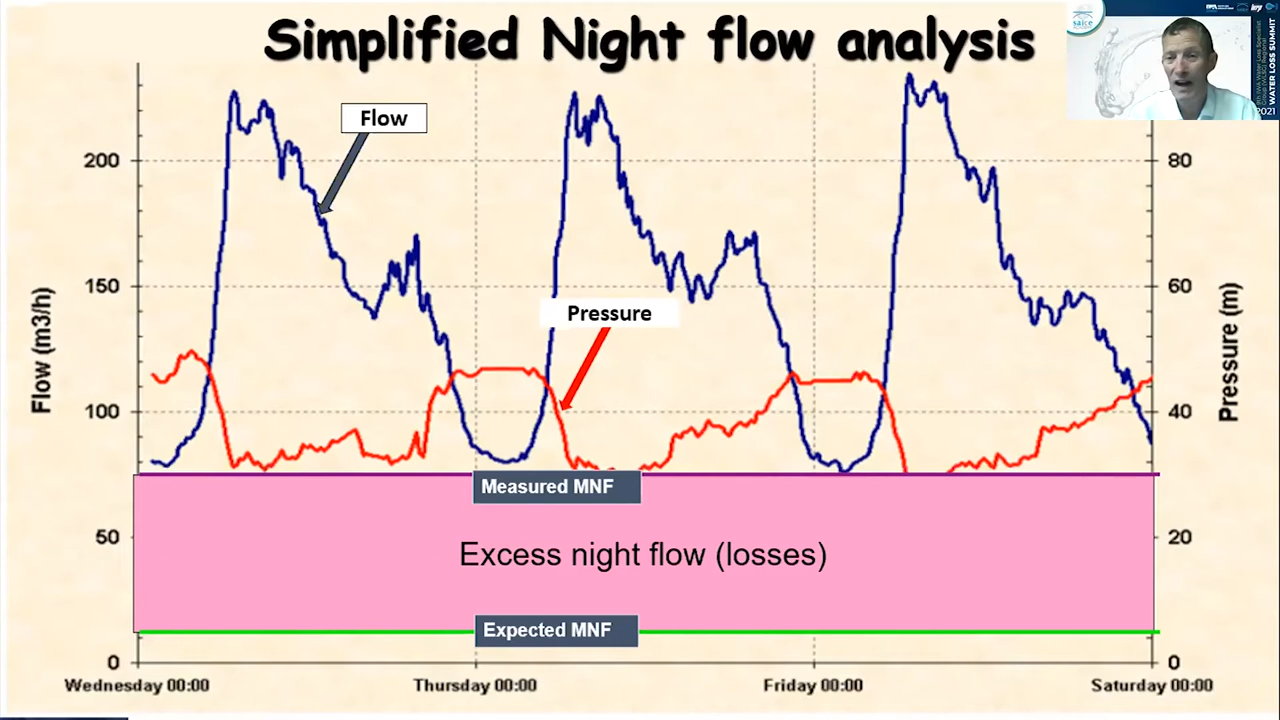 Simplified Night flow analysis
saice
WATER LOSS SUMMIT
2021
Flow
200
80
150
60
Pressure
Flow (m3/h)
Pressure (m)
100
40
Measured MNF
50
20
Excess night flow (losses)
Expected MNF
0
0
Wednesday 00:00
Thursday 00:00
Friday 00:00
Saturday 00:00